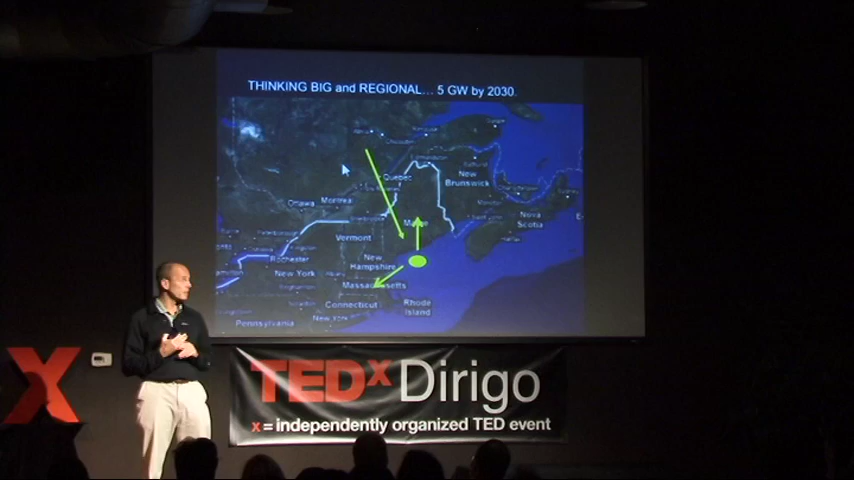 THINKING BIG and REGIONAL... 5 GW by 2030.
Quebec
New
Brunswick
Ottawa Montreal
Nova
Scotia
Maine
Vermont
Rochester
New
Hampshire
New York
Massachusetts
Connecticut
Rhode
Island
Pennsylvania
New York
X
TEDx Dirigo
x = independently organized TED event